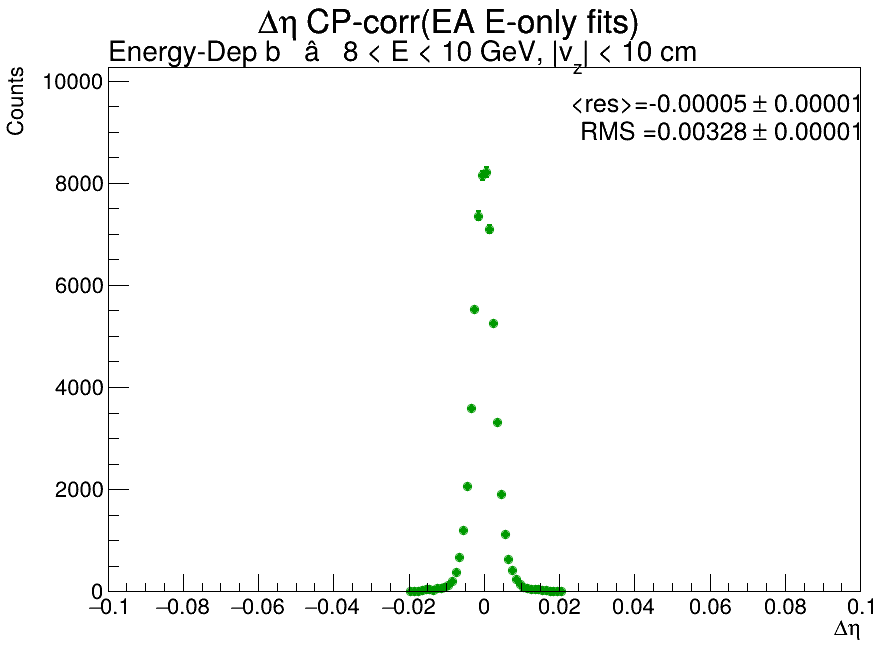 Δη CP-corr(EA E-only fits)
Energy-Dep b â 8 < E < 10 GeV, |v_z| < 10 cm
Counts
<res>=-0.00005 ± 0.00001
RMS =0.00328 ± 0.00001
10000
8000
6000
4000
2000
0
−0.1 −0.08 −0.06 −0.04 −0.02 0 0.02 0.04 0.06 0.08 0.1
Δη